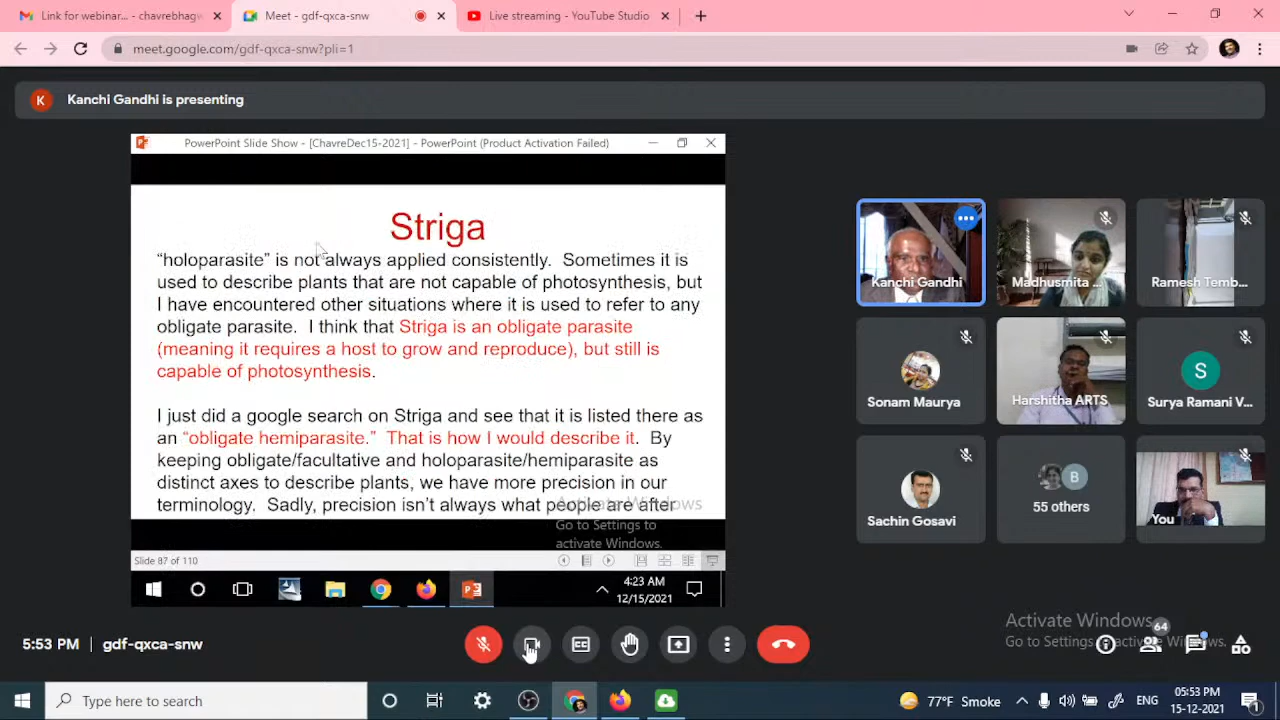 Link for webinar... - chavrebhagw
Meet - gdf-qxca-snw
Live streaming - YouTube Studio
meet.google.com/gdf-qxca-snw?pli=1
K
Kanchi Gandhi is presenting
PowerPoint Slide Show - [ChavreDec15-2021] - PowerPoint (Product Activation Failed)
Striga
“holoparasite” is not always applied consistently. Sometimes it is
used to describe plants that are not capable of photosynthesis, but
I have encountered other situations where it is used to refer to any
obligate parasite. I think that Striga is an obligate parasite
(meaning it requires a host to grow and reproduce), but still is
capable of photosynthesis.
I just did a google search on Striga and see that it is listed there as
an “obligate hemiparasite.” That is how I would describe it. By
keeping obligate/facultative and holoparasite/hemiparasite as
distinct axes to describe plants, we have more precision in our
terminology. Sadly, precision isn’t always what people are after
Activate Windows
Go to Settings to
activate Windows.
Slide 87 of 110
4:23 AM
12/15/2021
Kanchi Gandhi
Madhusmita ...
Ramesh Temb...
Sonam Maurya
Harshitha ARTS
S
Surya Ramani V...
Sachin Gosavi
B
55 others
You
Activate Windows
Go to Settings to activate Windows.
5:53 PM | gdf-qxca-snw
CC
64
Type here to search
77°F Smoke
ENG
05:53 PM
15-12-2021
1